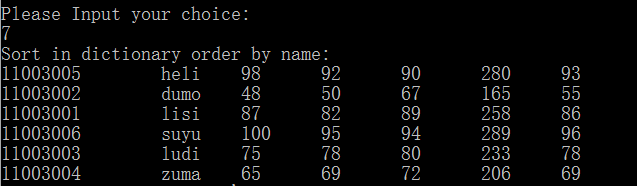 Please Input your choice:
7
Sort in dictionary order by name:
11003005 heli 98 92 90 280 93
11003002 dumo 48 50 67 165 55
11003001 lisi 87 82 89 258 86
11003006 suyu 100 95 94 289 96
11003003 ludi 75 78 80 233 78
11003004 zuma 65 69 72 206 69